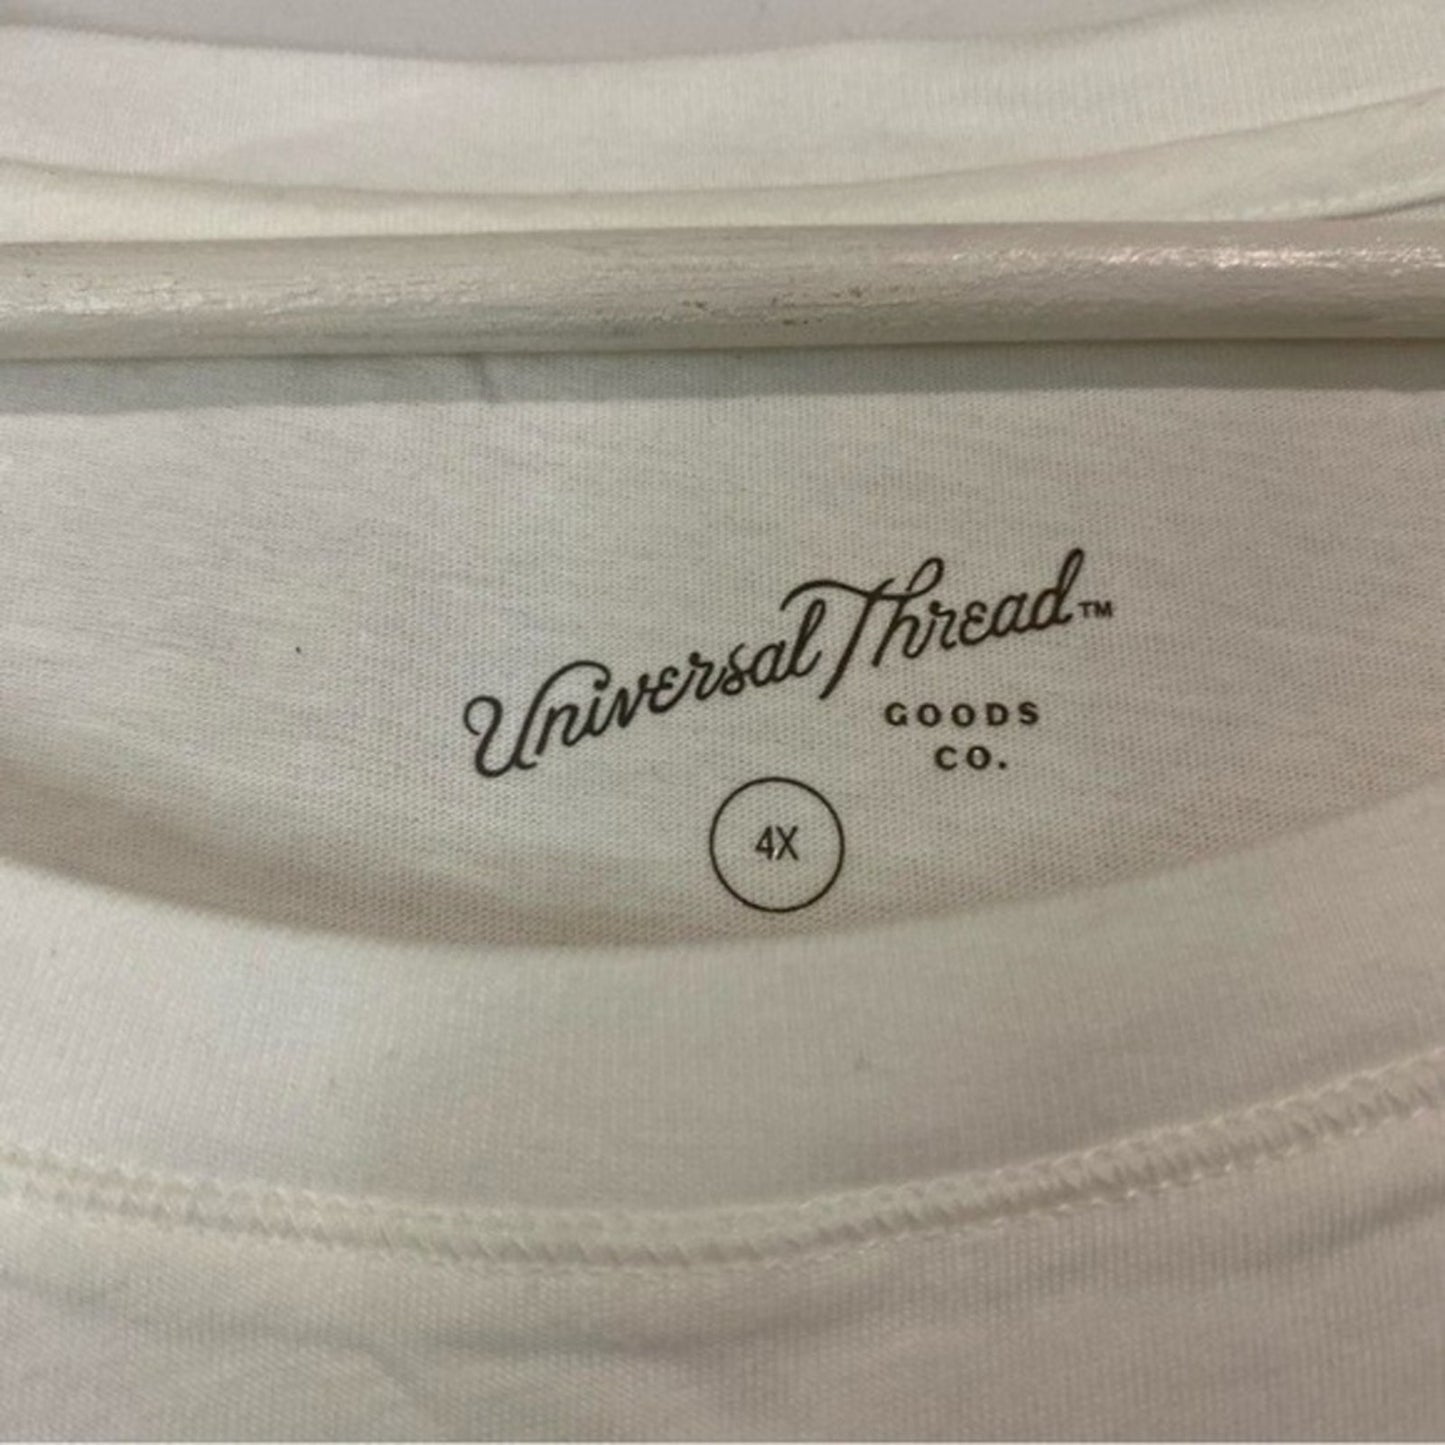 Universal Thread™
GOODS
CO.
4X